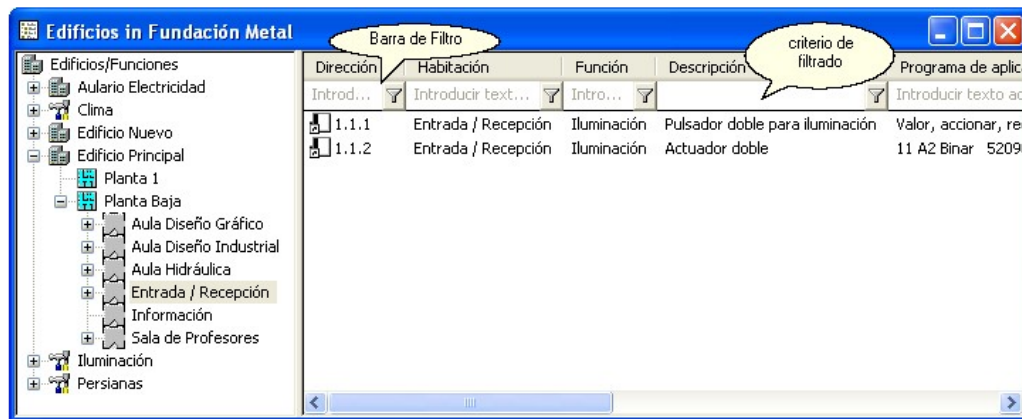 Edificios in Fundación Metal
Barra de Filtro
criterio de
filtrado
Edificios/Funciones
Aulario Electricidad
Clima
Edificio Nuevo
Edificio Principal
Planta 1
Planta Baja
Aula Diseño Gráfico
Aula Diseño Industrial
Aula Hidráulica
Entrada / Recepción
Información
Sala de Profesores
Iluminación
Persianas
Dirección Habitación Función Descripción Programa de aplica
Introd... Introducir text... Intro... Introducir texto ac
1.1.1 Entrada / Recepción Iluminación Pulsador doble para iluminación Valor, accionar, re
1.1.2 Entrada / Recepción Iluminación Actuador doble 11 A2 Binar 5209